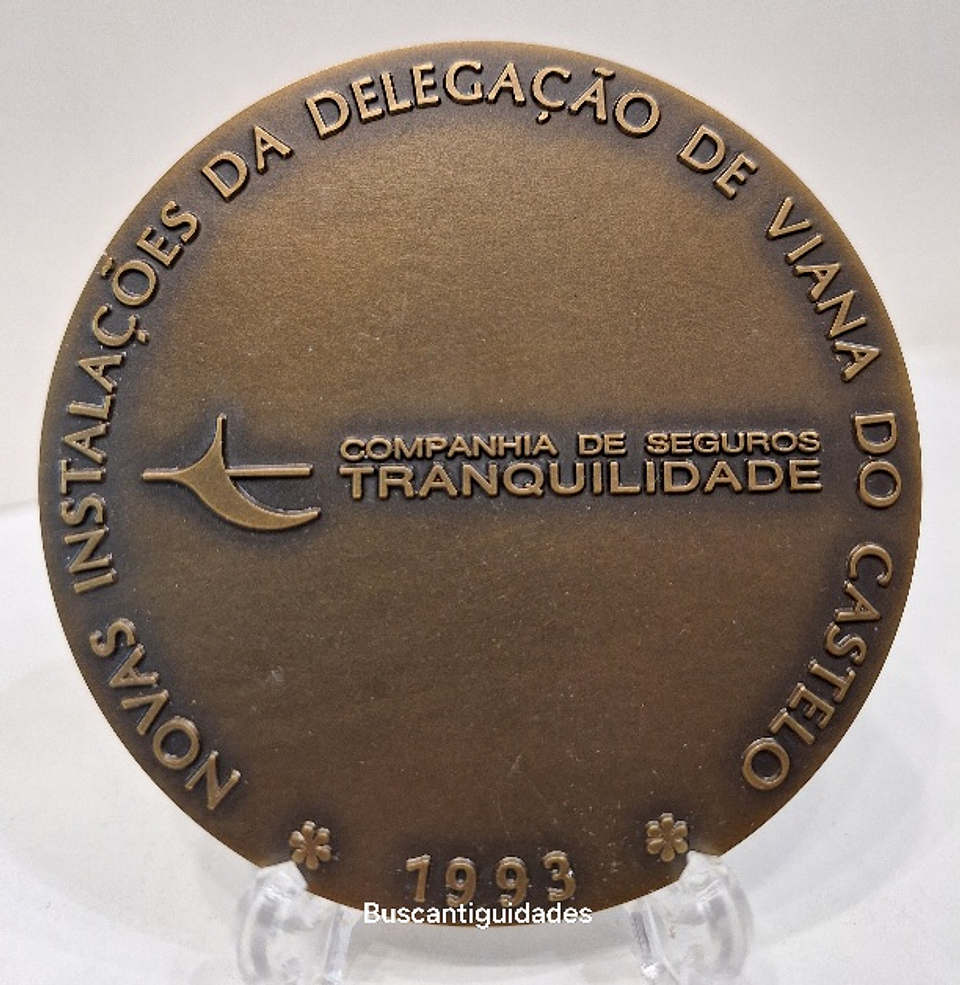 NOVAS INSTALAÇÕES DA DELEGAÇÃO DE VIANA DO CASTELO
COMPANHIA DE SEGUROS
TRANQUILIDADE
1993
Buscantiguidades